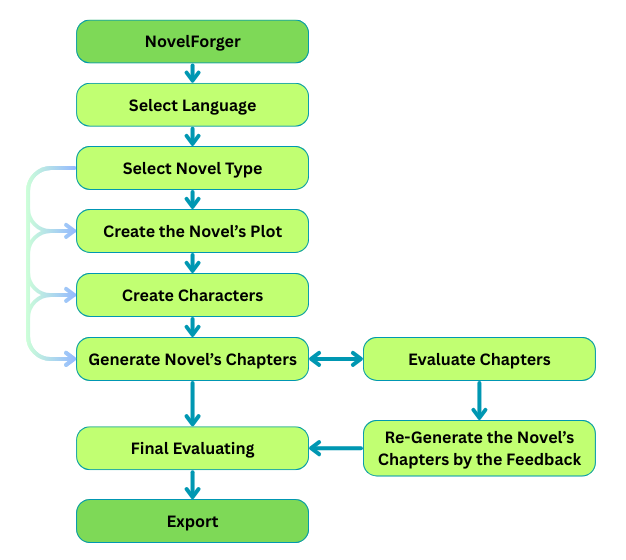 NovelForger
Select Language
Select Novel Type
Create the Novel's Plot
Create Characters
Generate Novel's Chapters
Evaluate Chapters
Re-Generate the Novel's
Chapters by the Feedback
Final Evaluating
Export